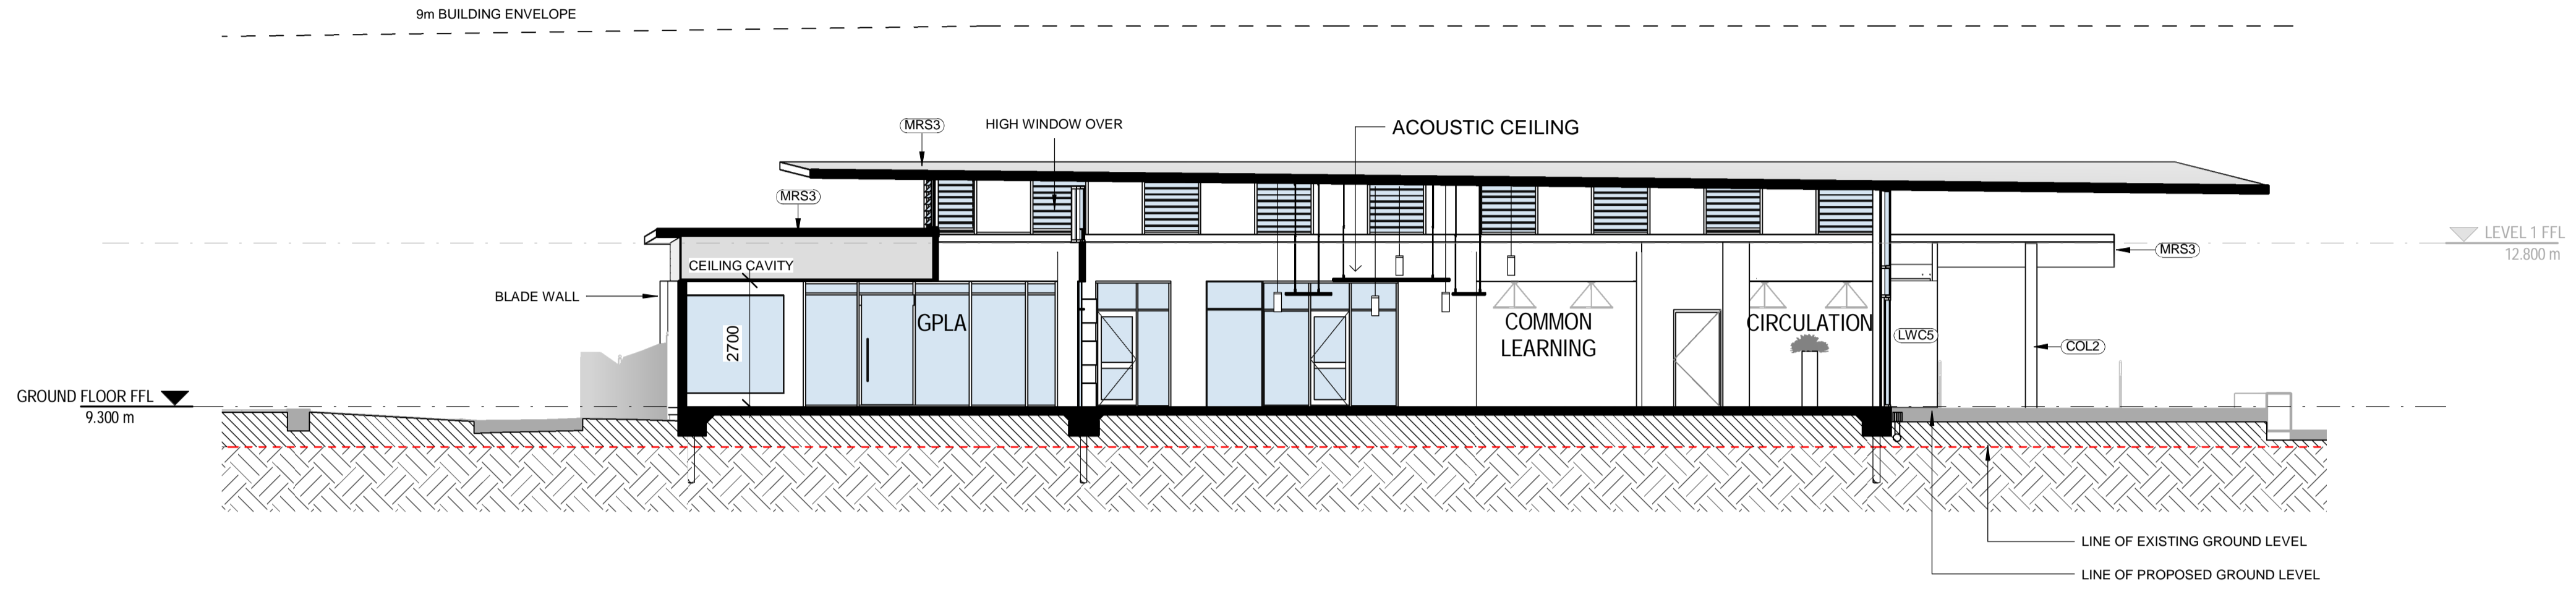 9m BUILDING ENVELOPE
MRS3
HIGH WINDOW OVER
ACOUSTIC CEILING
MRS3
LEVEL 1 FFL
12.800 m
MRS3
CEILING CAVITY
BLADE WALL
2700
GPLA
COMMON
LEARNING
CIRCULATION
LWC5
COL2
GROUND FLOOR FFL
9.300 m
LINE OF EXISTING GROUND LEVEL
LINE OF PROPOSED GROUND LEVEL